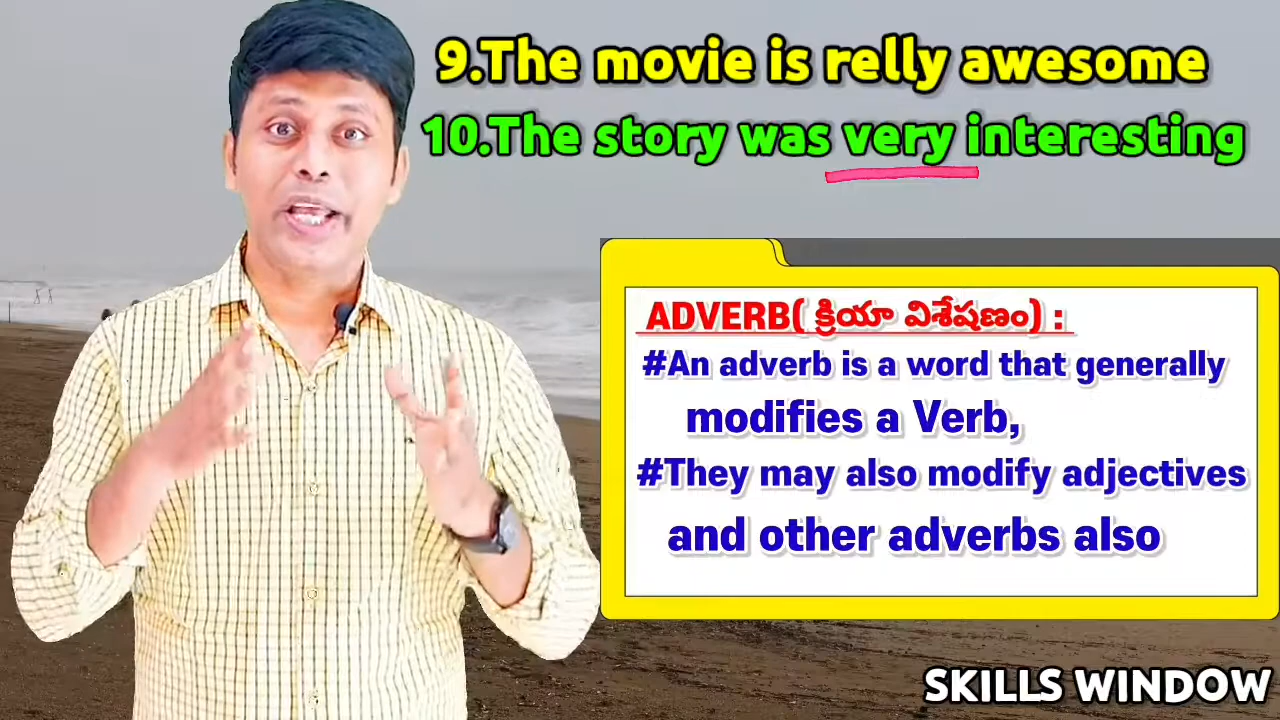 9.The movie is relly awesome
10.The story was very interesting
ADVERB( క్రియా విశేషణం) :
#An adverb is a word that generally
modifies a Verb,
#They may also modify adjectives
and other adverbs also
SKILLS WINDOW